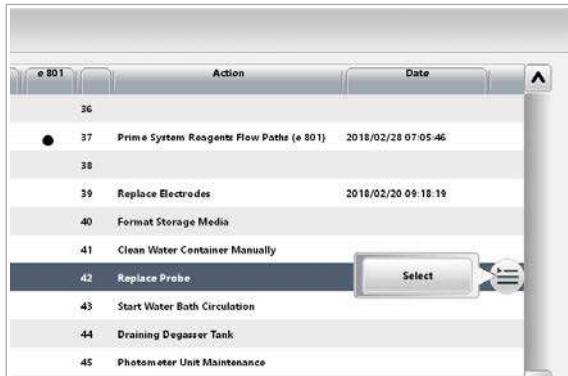 e 801 Action Date
36
37 Prime System Reagents Flow Paths (e 801) 2018/02/28 07:05:46
38
39 Replace Electrodes 2018/02/20 09:18:19
40 Format Storage Media
41 Clean Water Container Manually
42 Replace Probe Select
43 Start Water Bath Circulation
44 Draining Degasser Tank
45 Photometer Unit Maintenance